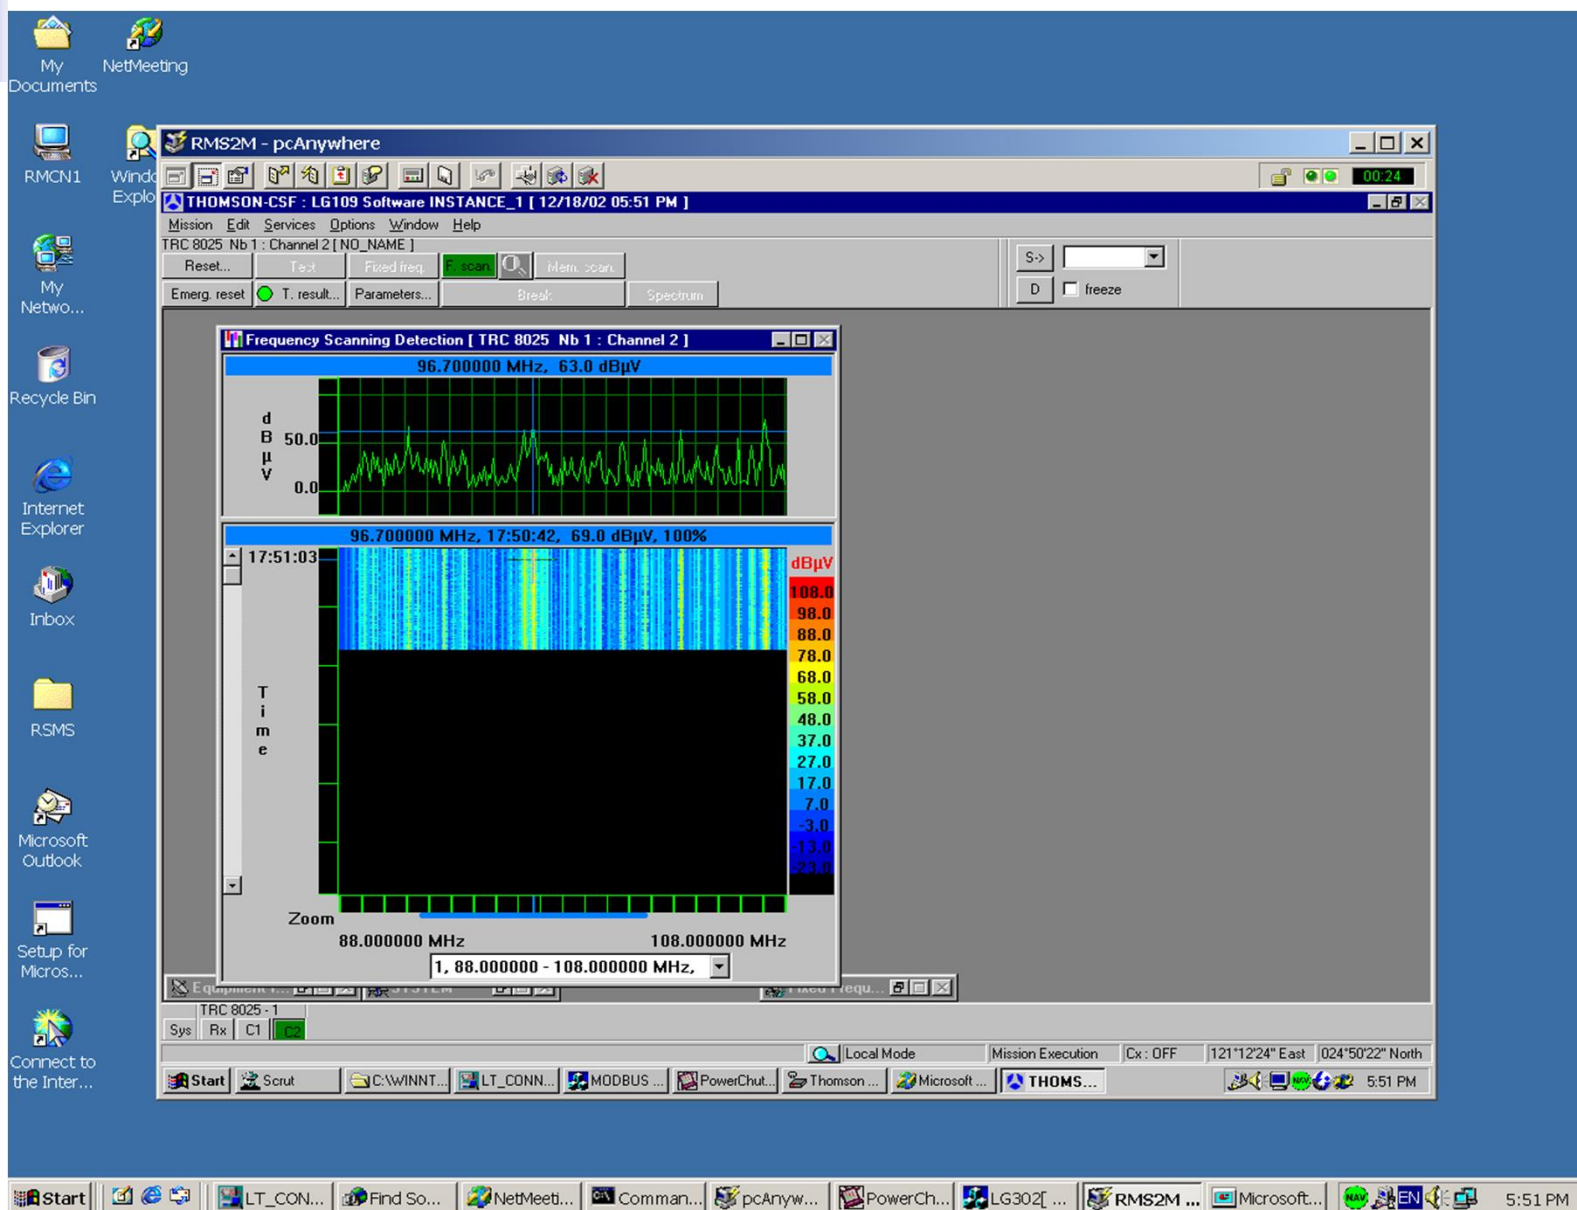 My Documents
NetMeeting
RMCN1
Windo
Explo
My Netwo...
Recycle Bin
Internet Explorer
Inbox
RSMS
Microsoft Outlook
Setup for Micros...
Connect to the Inter...
RMS2M - pcAnywhere
00:24
THOMSON-CSF : LG109 Software INSTANCE_1 [ 12/18/02 05:51 PM ]
Mission Edit Services Options Window Help
TRC 8025 Nb 1 : Channel 2 [ NO_NAME ]
Reset... Test Fixed freq. F. scan. Mem. scan.
Emerg. reset T. result... Parameters... Break Spectrum
S->
D freeze
Frequency Scanning Detection [ TRC 8025 Nb 1 : Channel 2 ]
96.700000 MHz, 63.0 dBµV
dBµV
50.0
0.0
96.700000 MHz, 17:50:42, 69.0 dBµV, 100%
17:51:03
Time
dBµV
108.0
98.0
88.0
78.0
68.0
58.0
48.0
37.0
27.0
17.0
7.0
-3.0
-13.0
-23.0
Zoom
88.000000 MHz 108.000000 MHz
1, 88.000000 - 108.000000 MHz,
TRC 8025 - 1
Sys Rx C1 C2
Local Mode Mission Execution Cx : OFF 121°12'24" East 024°50'22" North
Start Scrut C:\WINNT... LT_CONN... MODBUS ... PowerChut... Thomson ... Microsoft ... THOMS... 5:51 PM
Start LT_CON... Find So... NetMeeti... Comman... pcAnyw... PowerCh... LG302[ ... RMS2M ... Microsoft... NAV EN 5:51 PM